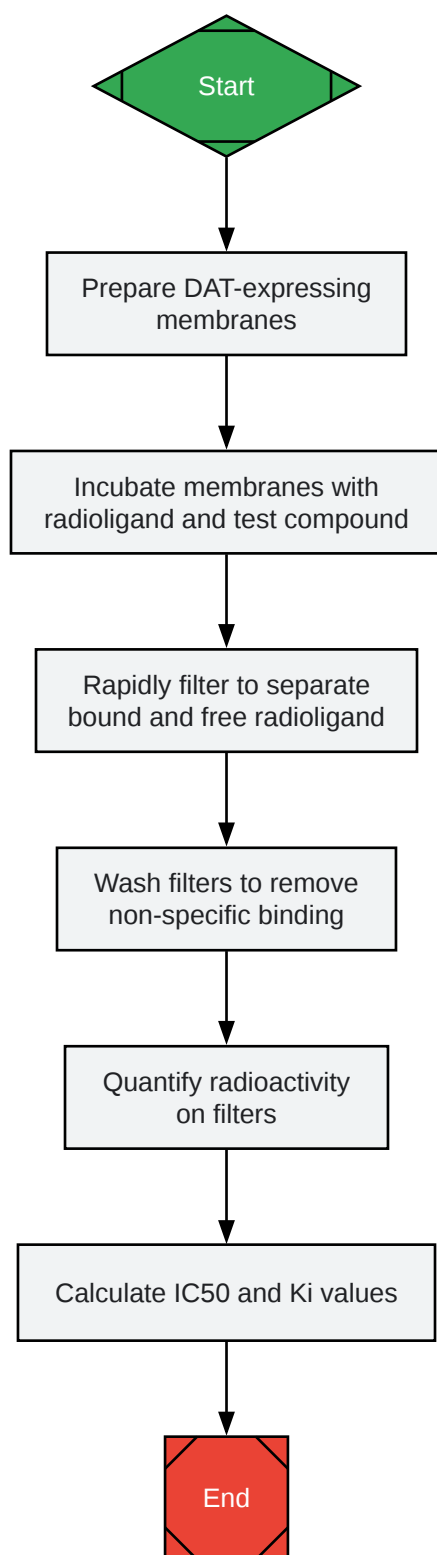 Start
Prepare DAT-expressing
membranes
Incubate membranes with
radioligand and test compound
Rapidly filter to separate
bound and free radioligand
Wash filters to remove
non-specific binding
Quantify radioactivity
on filters
Calculate IC50 and Ki values
End